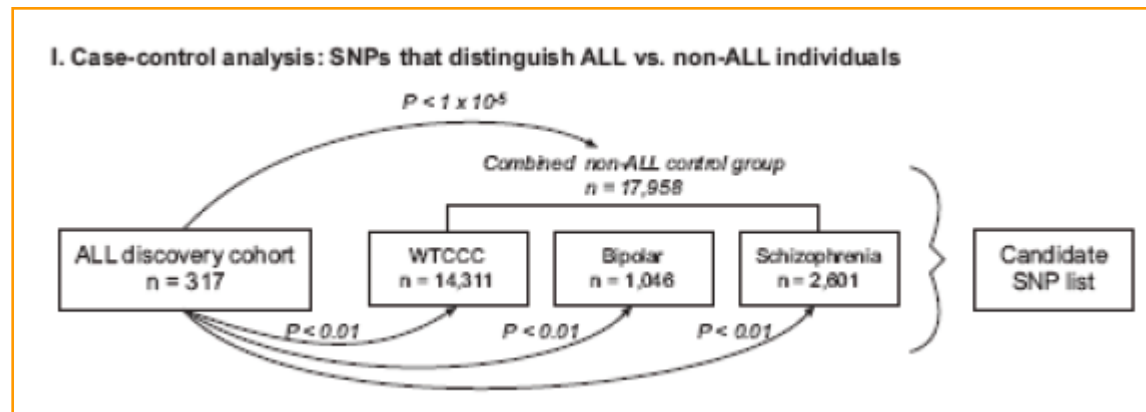 I. Case-control analysis: SNPs that distinguish ALL vs. non-ALL individuals
P < 1 x 10-5
Combined non-ALL control group
n = 17,958
ALL discovery cohort
n = 317
WTCCC
n = 14,311
Bipolar
n = 1,046
Schizophrenia
n = 2,601
Candidate
SNP list
P < 0.01
P < 0.01
P < 0.01